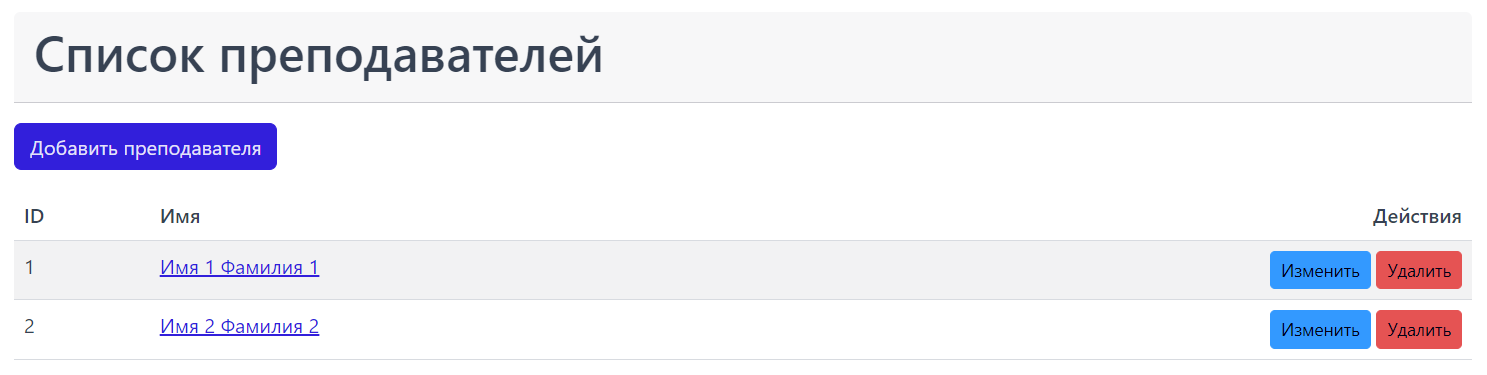 Список преподавателей
Добавить преподавателя
ID Имя Действия
1 Имя 1 Фамилия 1 Изменить Удалить
2 Имя 2 Фамилия 2 Изменить Удалить